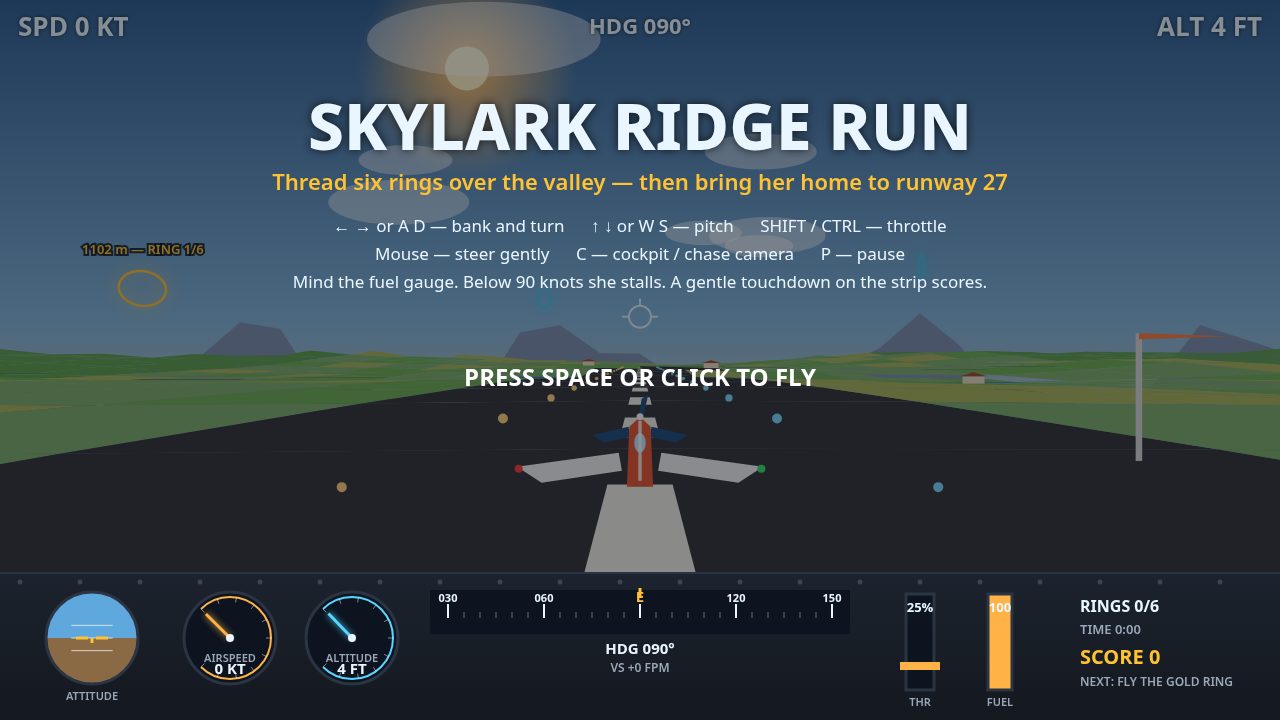 SPD 0 KT
HDG 090°
ALT 4 FT
SKYLARK RIDGE RUN
Thread six rings over the valley — then bring her home to runway 27
← → or A D — bank and turn ↑ ↓ or W S — pitch SHIFT / CTRL — throttle
Mouse — steer gently C — cockpit / chase camera P — pause
Mind the fuel gauge. Below 90 knots she stalls. A gentle touchdown on the strip scores.
1102 m — RING 1/6
PRESS SPACE OR CLICK TO FLY
ATTITUDE
AIRSPEED
0 KT
ALTITUDE
4 FT
030 060 E 120 150
HDG 090°
VS +0 FPM
25%
THR
100
FUEL
RINGS 0/6
TIME 0:00
SCORE 0
NEXT: FLY THE GOLD RING